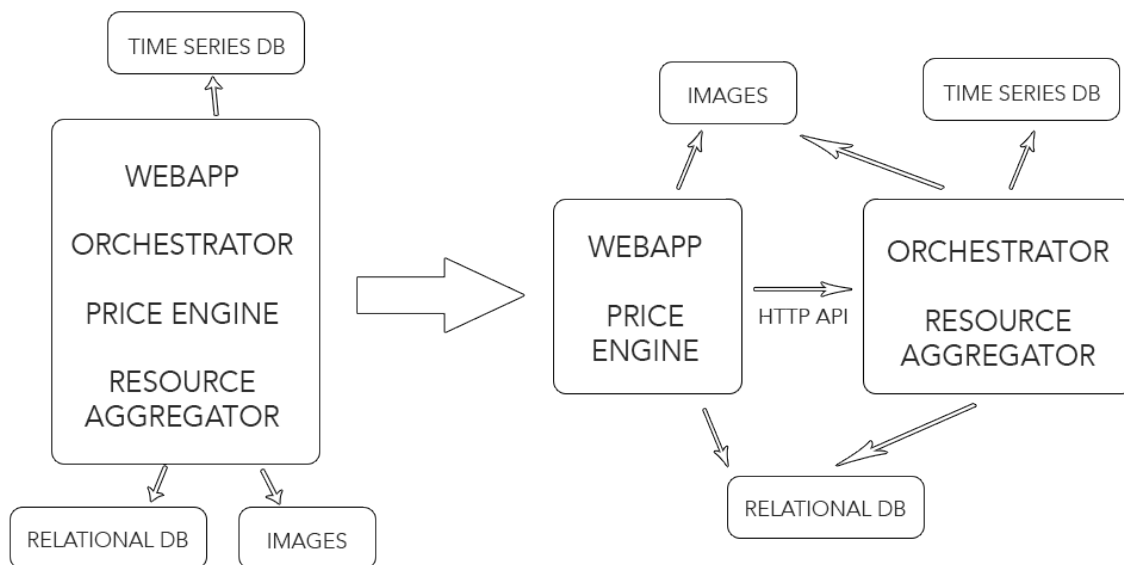 TIME SERIES DB
WEBAPP
ORCHESTRATOR
PRICE ENGINE
RESOURCE
AGGREGATOR
RELATIONAL DB
IMAGES
IMAGES
TIME SERIES DB
WEBAPP
PRICE
ENGINE
HTTP API
ORCHESTRATOR
RESOURCE
AGGREGATOR
RELATIONAL DB